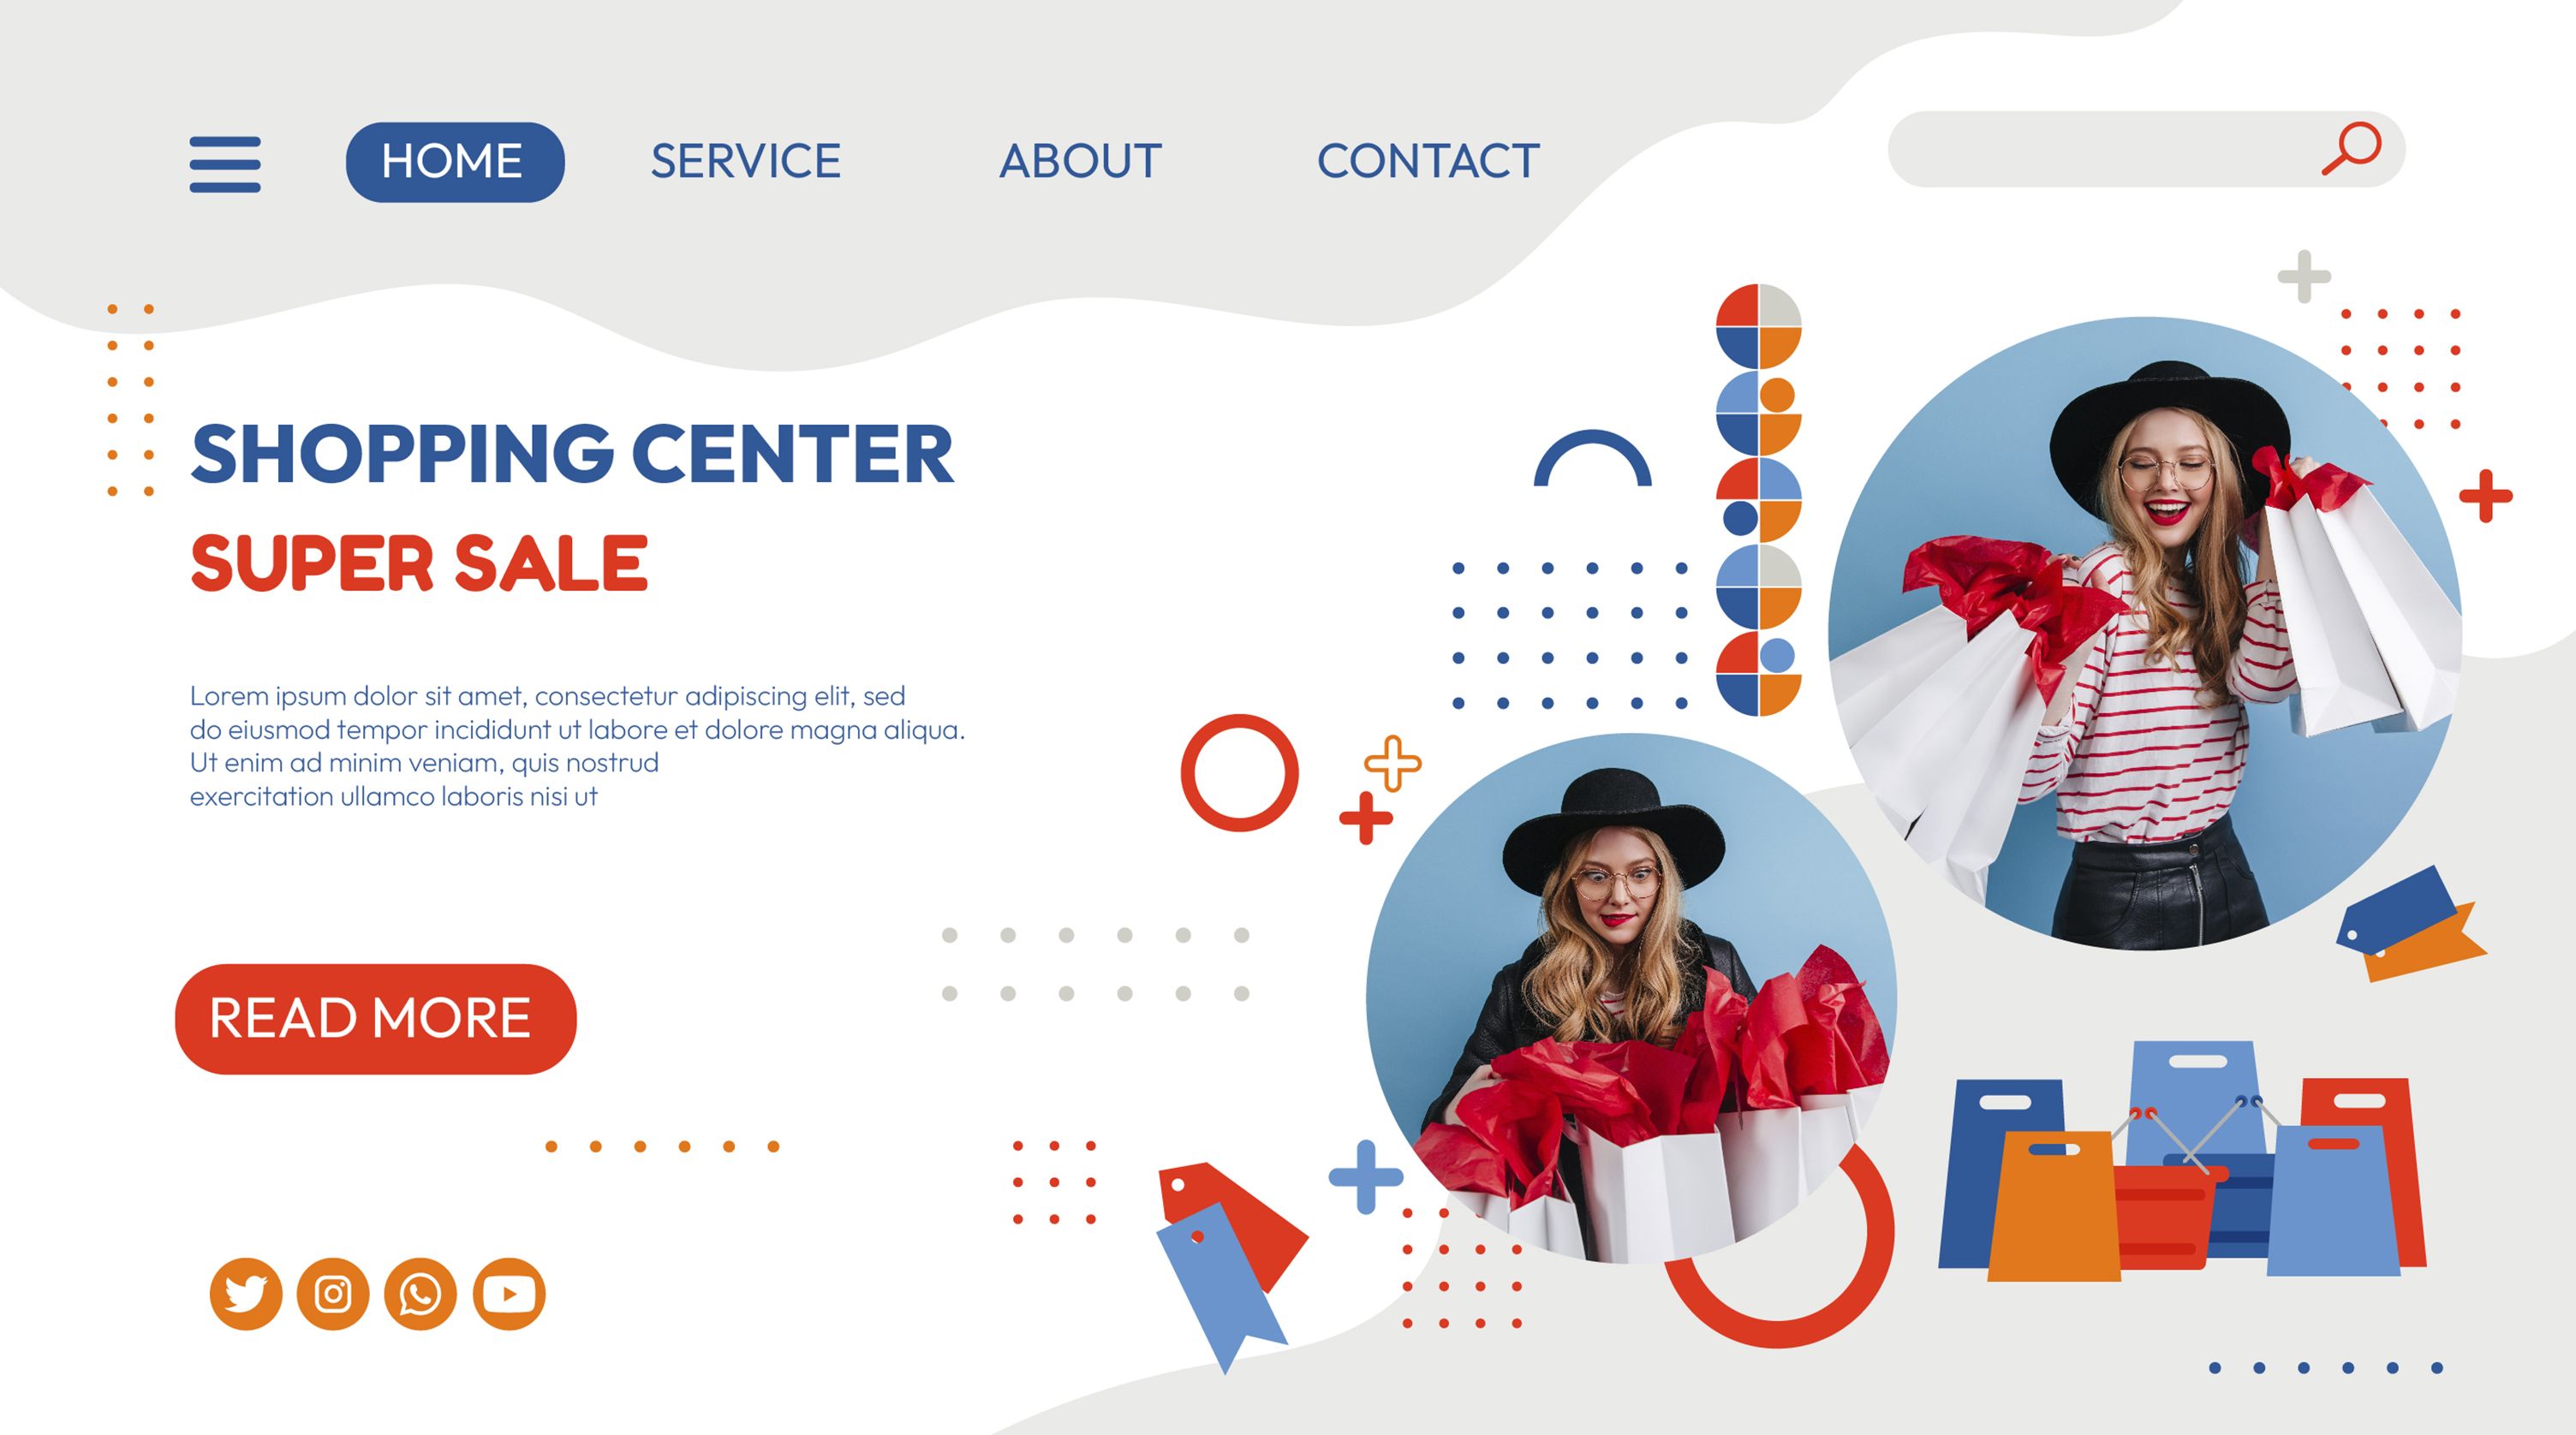 HOME SERVICE ABOUT CONTACT
SHOPPING CENTER
SUPER SALE
Lorem ipsum dolor sit amet, consectetur adipiscing elit, sed
do eiusmod tempor incididunt ut labore et dolore magna aliqua.
Ut enim ad minim veniam, quis nostrud
exercitation ullamco laboris nisi ut
READ MORE